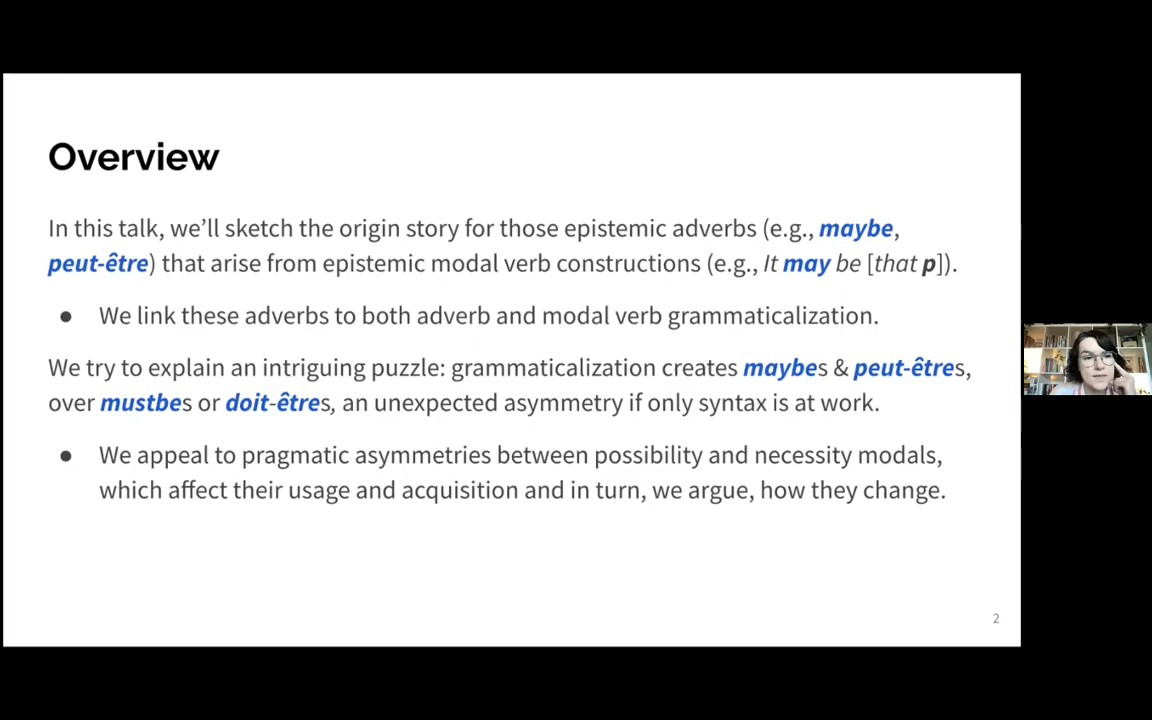 Overview
In this talk, we'll sketch the origin story for those epistemic adverbs (e.g., maybe,
peut-être) that arise from epistemic modal verb constructions (e.g., It may be [that p]).
● We link these adverbs to both adverb and modal verb grammaticalization.
We try to explain an intriguing puzzle: grammaticalization creates maybes & peut-êtres,
over mustbes or doit-êtres, an unexpected asymmetry if only syntax is at work.
● We appeal to pragmatic asymmetries between possibility and necessity modals,
which affect their usage and acquisition and in turn, we argue, how they change.
2